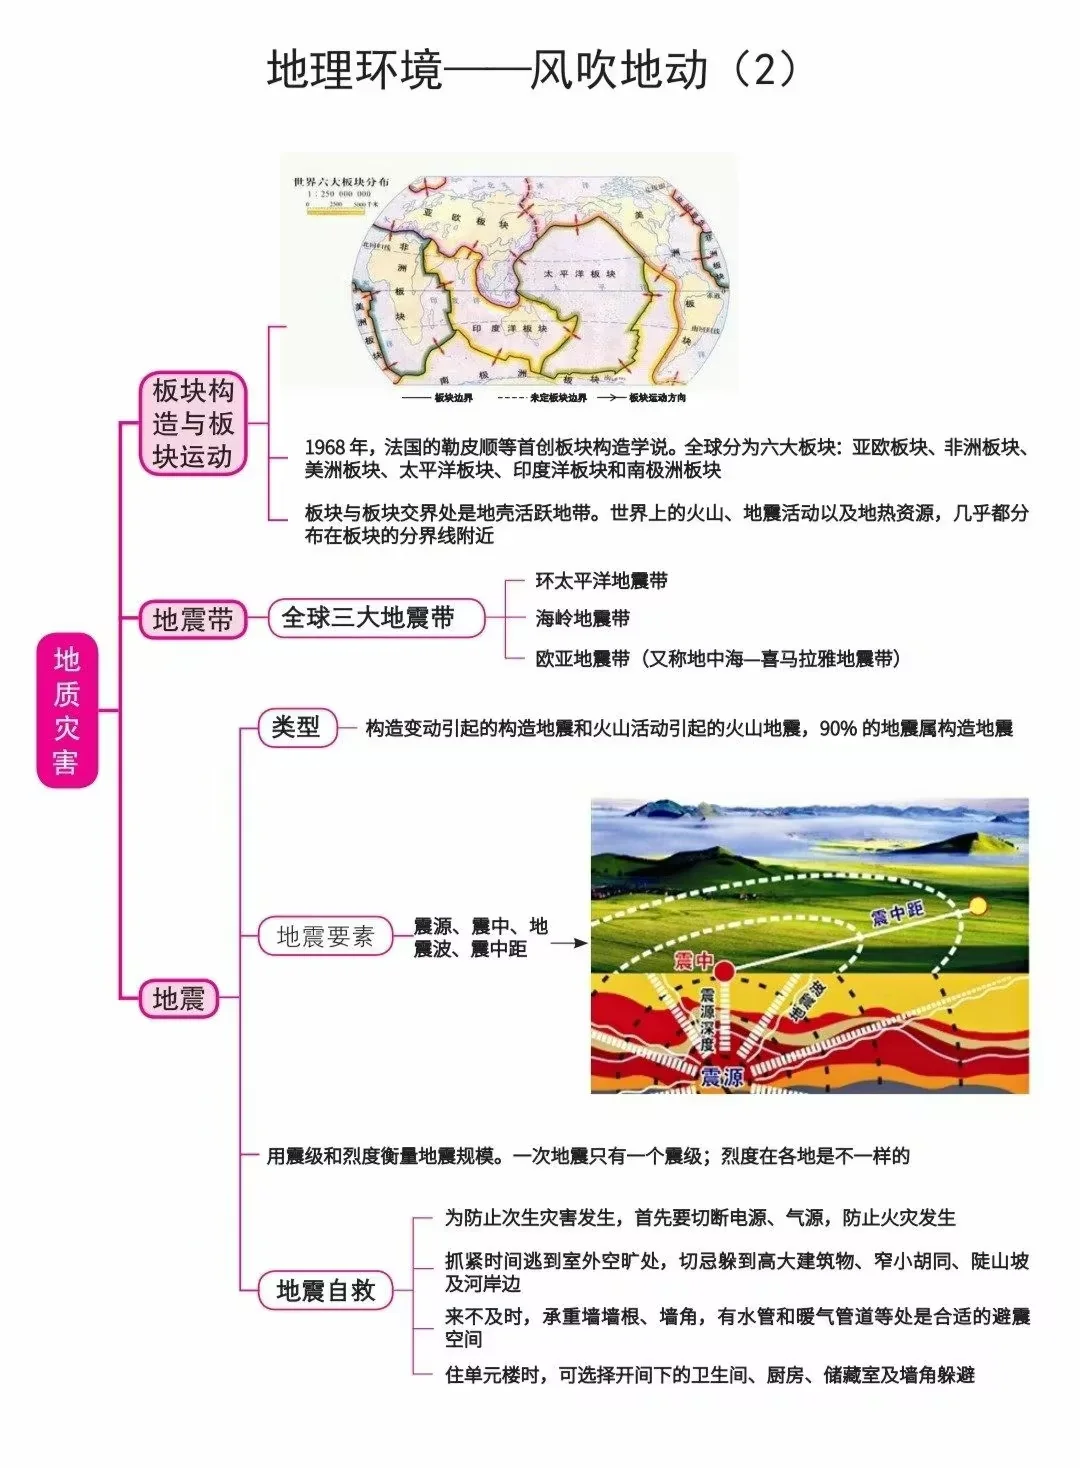 地理环境——风吹地动（2）
世界六大板块分布
1：250 000 000
0 2500 5000千米
亚欧板块
美洲板块
非洲板块
太平洋板块
印度洋板块
美洲板块
非洲板块
南极洲板块
北回归线
赤道
南回归线
板块边界
未定板块边界
板块运动方向
板块构
造与板
块运动
1968 年，法国的勒皮顺等首创板块构造学说。全球分为六大板块：亚欧板块、非洲板块、
美洲板块、太平洋板块、印度洋板块和南极洲板块
板块与板块交界处是地壳活跃地带。世界上的火山、地震活动以及地热资源，几乎都分
布在板块的分界线附近
地质灾害
地震带
全球三大地震带
环太平洋地震带
海岭地震带
欧亚地震带（又称地中海—喜马拉雅地震带）
地震
类型
构造变动引起的构造地震和火山活动引起的火山地震，90% 的地震属构造地震
地震要素
震源、震中、地
震波、震中距
震中距
震中
震源深度
地震波
震源
用震级和烈度衡量地震规模。一次地震只有一个震级；烈度在各地是不一样的
地震自救
为防止次生灾害发生，首先要切断电源、气源，防止火灾发生
抓紧时间逃到室外空旷处，切忌躲到高大建筑物、窄小胡同、陡山坡
及河岸边
来不及时，承重墙墙根、墙角，有水管和暖气管道等处是合适的避震
空间
住单元楼时，可选择开间下的卫生间、厨房、储藏室及墙角躲避